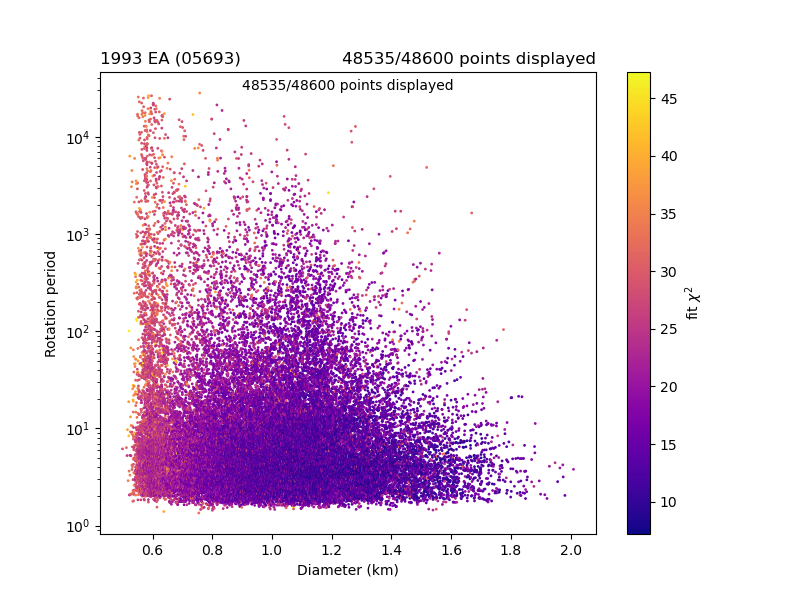 1993 EA (05693)
48535/48600 points displayed
48535/48600 points displayed
Rotation period
10⁴
10³
10²
10¹
10⁰
0.6 0.8 1.0 1.2 1.4 1.6 1.8 2.0
Diameter (km)
45
40
35
30
25
20
15
10
fit χ²